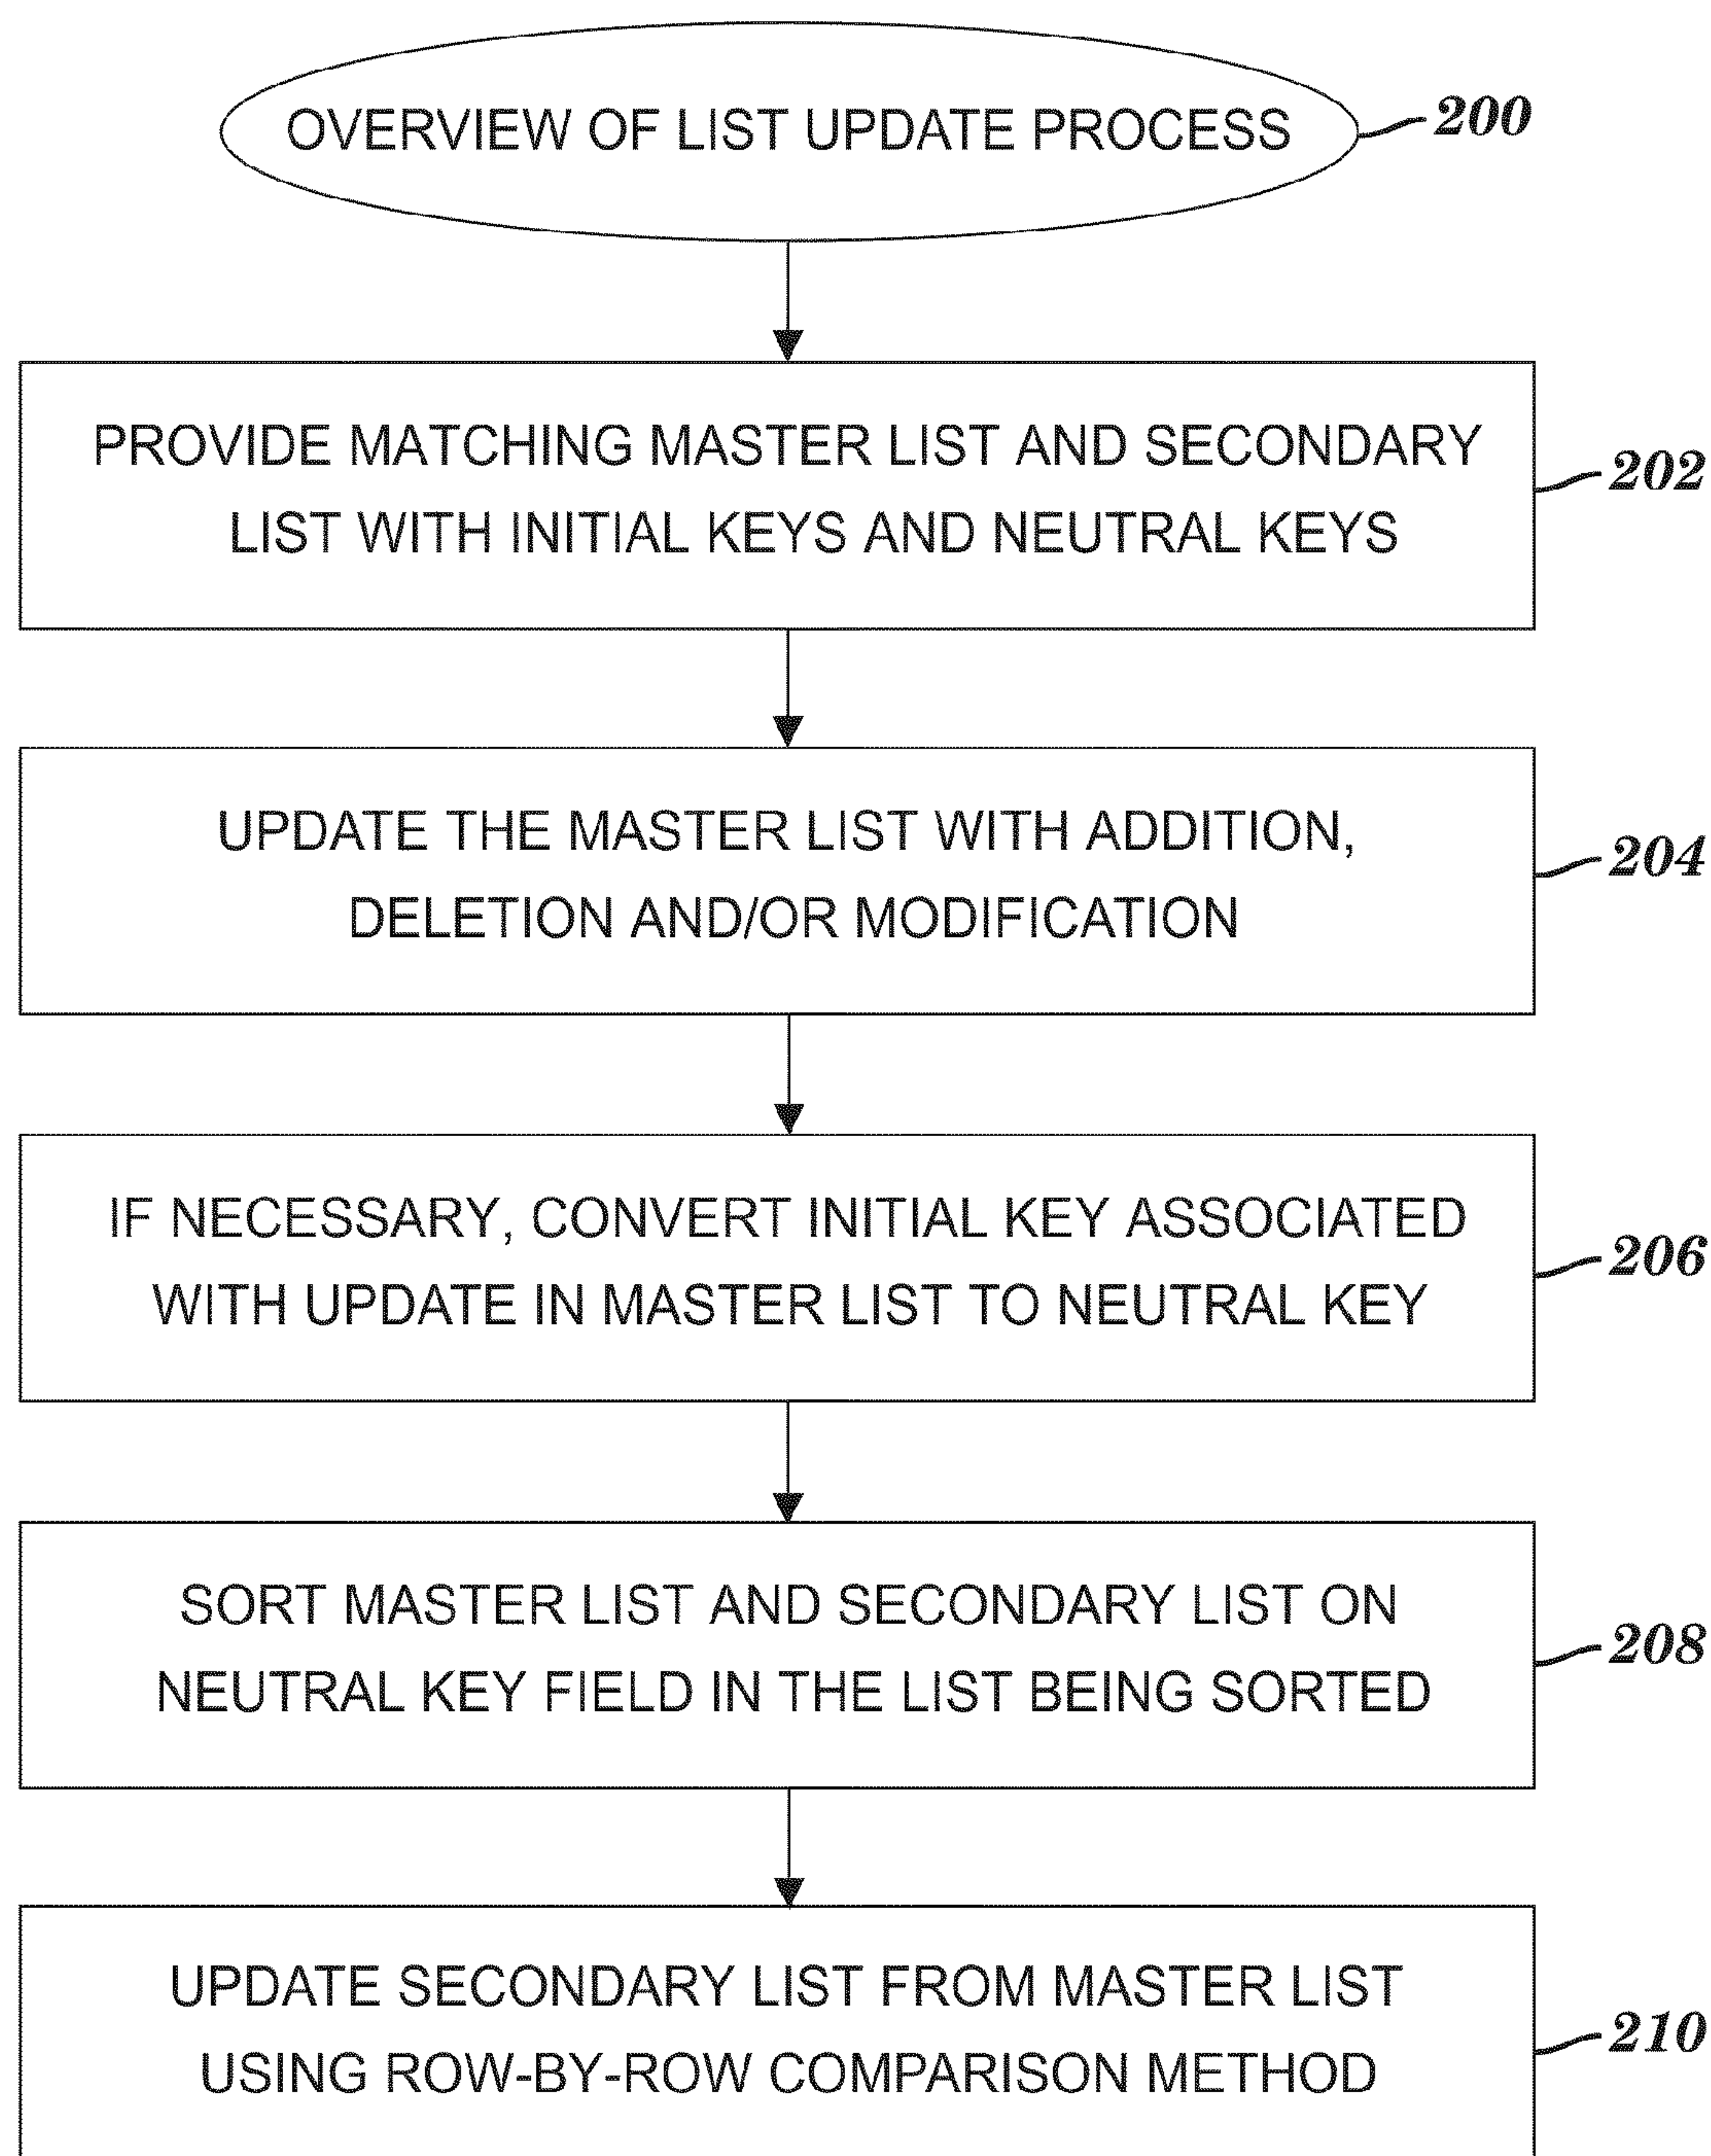 OVERVIEW OF LIST UPDATE PROCESS
200
PROVIDE MATCHING MASTER LIST AND SECONDARY
LIST WITH INITIAL KEYS AND NEUTRAL KEYS
202
UPDATE THE MASTER LIST WITH ADDITION,
DELETION AND/OR MODIFICATION
204
IF NECESSARY, CONVERT INITIAL KEY ASSOCIATED
WITH UPDATE IN MASTER LIST TO NEUTRAL KEY
206
SORT MASTER LIST AND SECONDARY LIST ON
NEUTRAL KEY FIELD IN THE LIST BEING SORTED
208
UPDATE SECONDARY LIST FROM MASTER LIST
USING ROW-BY-ROW COMPARISON METHOD
210